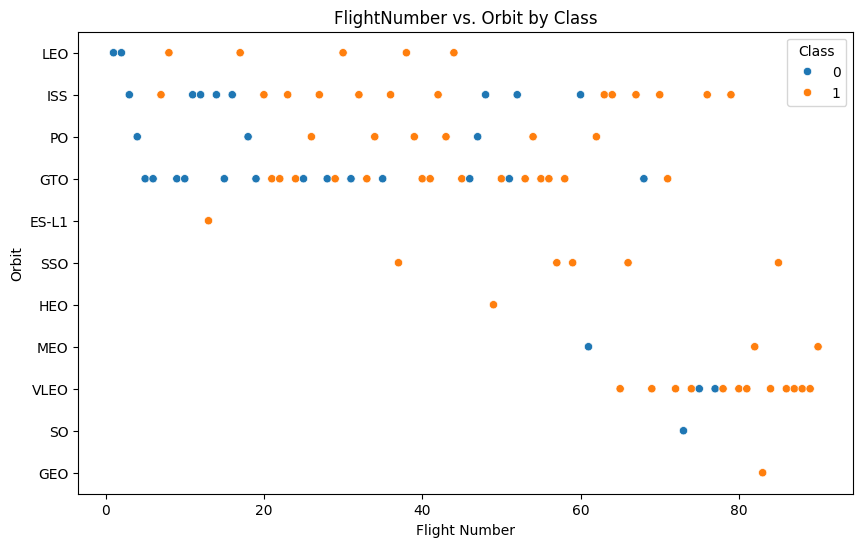 FlightNumber vs. Orbit by Class
Class
0
1
LEO
ISS
PO
GTO
ES-L1
SSO
HEO
MEO
VLEO
SO
GEO
Orbit
0 20 40 60 80
Flight Number